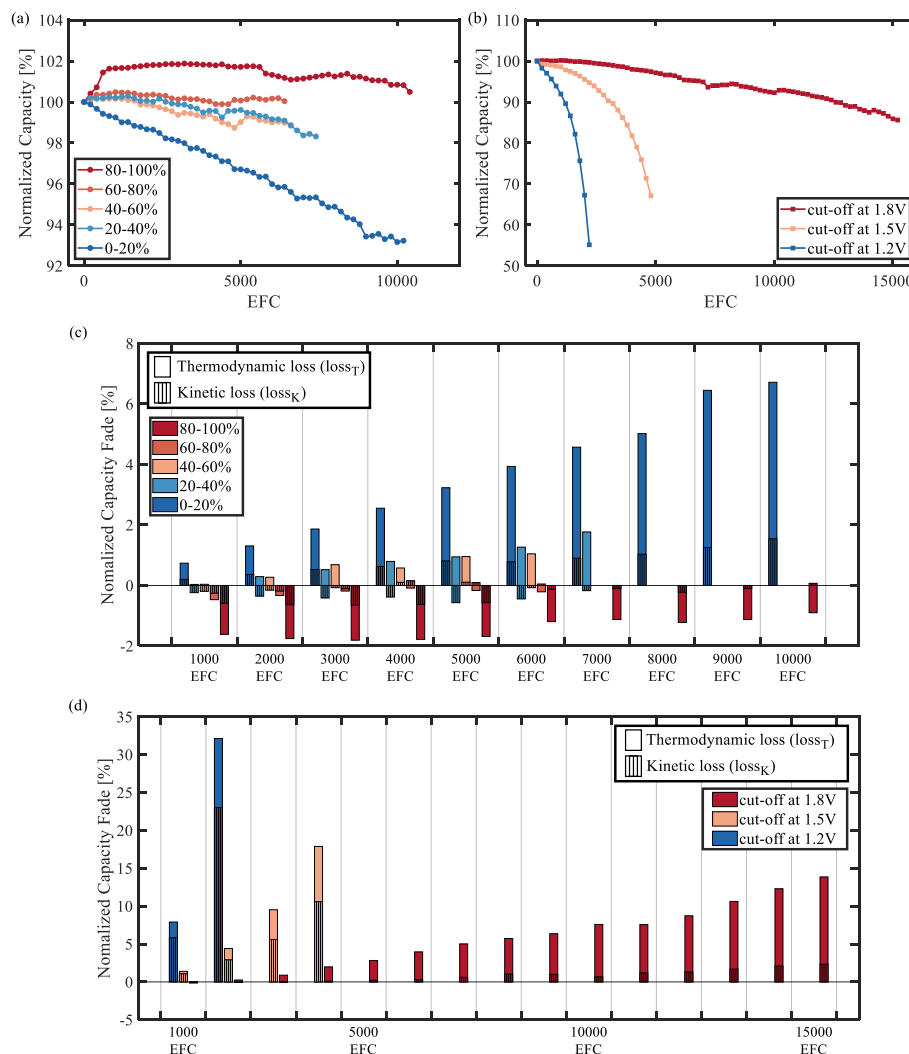 (a)
Normalized Capacity [%]
104
102
100
98
96
94
92
80-100%
60-80%
40-60%
20-40%
0-20%
0
5000
10000
EFC
(b)
Normalized Capacity [%]
110
100
90
80
70
60
50
cut-off at 1.8V
cut-off at 1.5V
cut-off at 1.2V
0
5000
10000
15000
EFC
(c)
Nomalized Capacity Fade [%]
8
6
4
2
0
-2
Thermodynamic loss (lossT)
Kinetic loss (lossK)
80-100%
60-80%
40-60%
20-40%
0-20%
1000 2000 3000 4000 5000 6000 7000 8000 9000 10000
EFC EFC EFC EFC EFC EFC EFC EFC EFC EFC
(d)
Nomalized Capacity Fade [%]
35
30
25
20
15
10
5
0
-5
Thermodynamic loss (lossT)
Kinetic loss (lossK)
cut-off at 1.8V
cut-off at 1.5V
cut-off at 1.2V
1000 5000 10000 15000
EFC EFC EFC EFC